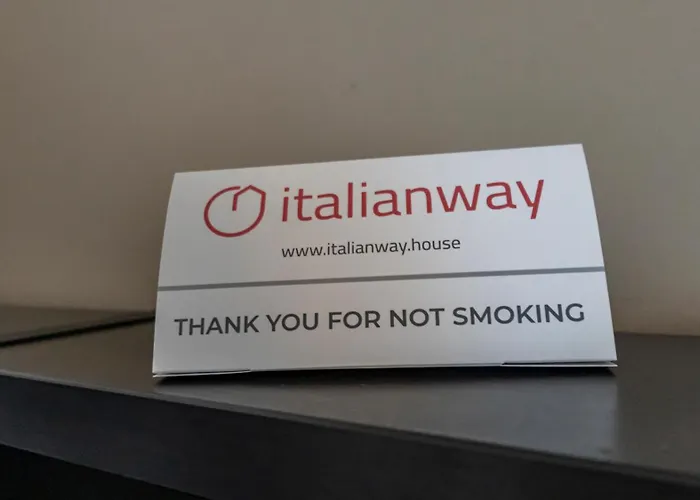 italianway
www.italianway.house
THANK YOU FOR NOT SMOKING